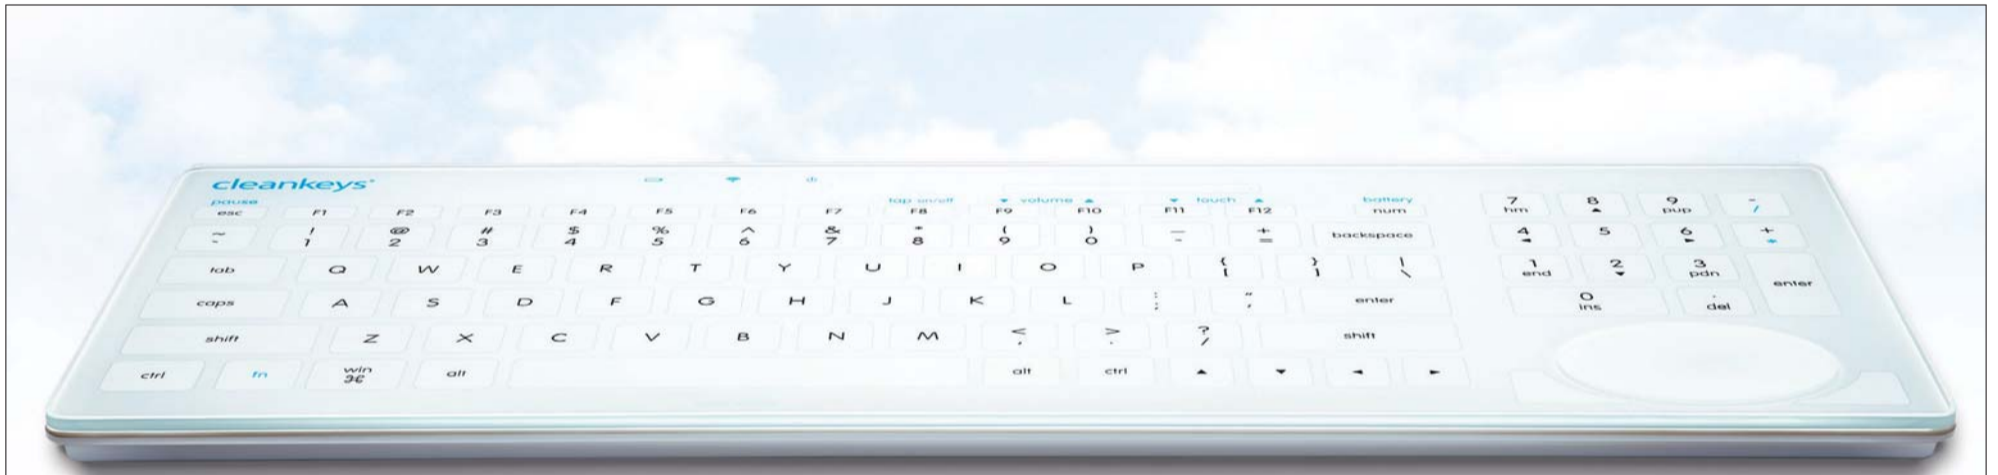 cleankeys®
pause tap on/off ▼ volume ▲ ▼ touch ▲ battery
esc F1 F2 F3 F4 F5 F6 F7 F8 F9 F10 F11 F12 num 7 hm 8 ▲ 9 pup - /
~ ` ! 1 @ 2 # 3 $ 4 % 5 ^ 6 & 7 * 8 ( 9 ) 0 — - + = backspace 4 ◄ 5 6 ► + *
tab Q W E R T Y U I O P { [ } ] | \ 1 end 2 ▼ 3 pdn enter
caps A S D F G H J K L : ; " ' enter 0 ins . del
shift Z X C V B N M < , > . ? / shift
ctrl fn win ⌘ alt alt ctrl ▲ ▼ ◄ ►